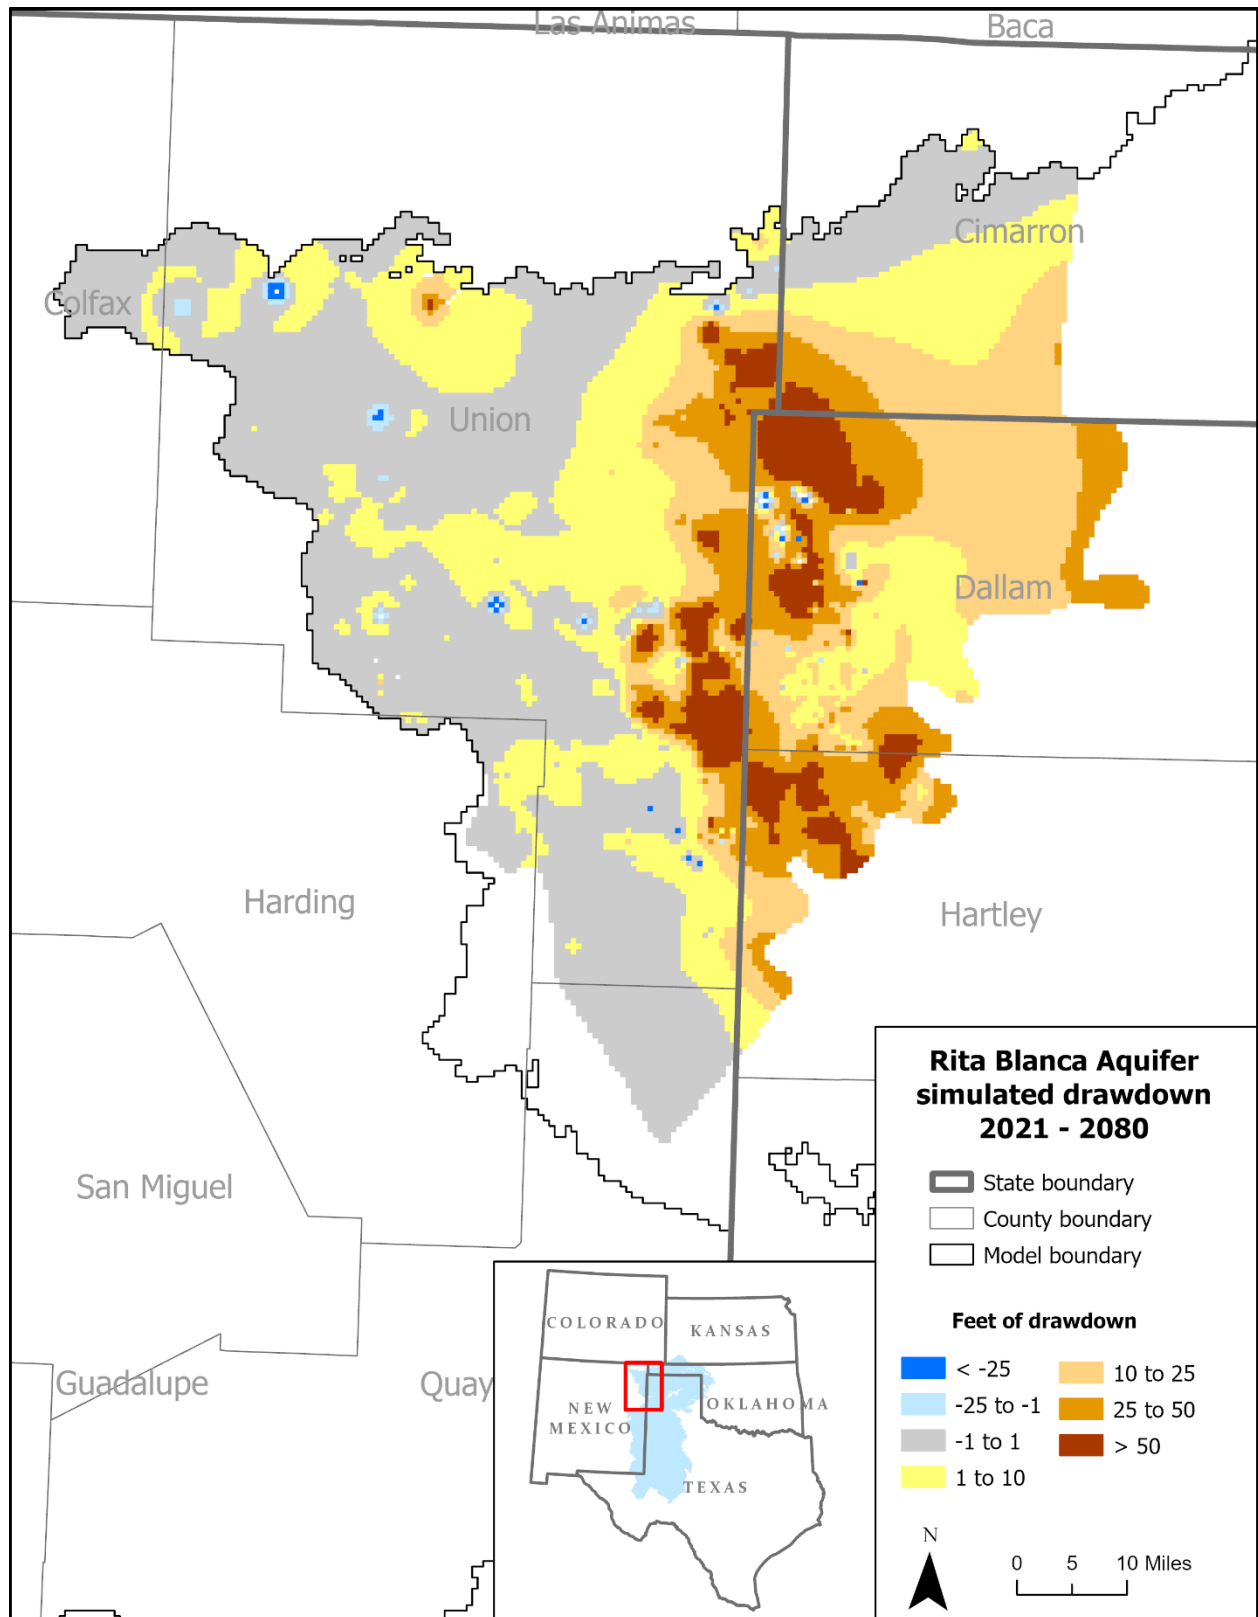 Las Animas
Baca
Cimarron
Colfax
Union
Dallam
Harding
Hartley
San Miguel
Guadalupe
Quay
Rita Blanca Aquifer
simulated drawdown
2021 - 2080
State boundary
County boundary
Model boundary
Feet of drawdown
< -25
-25 to -1
-1 to 1
1 to 10
10 to 25
25 to 50
> 50
N
0 5 10 Miles
COLORADO
KANSAS
NEW
MEXICO
OKLAHOMA
TEXAS